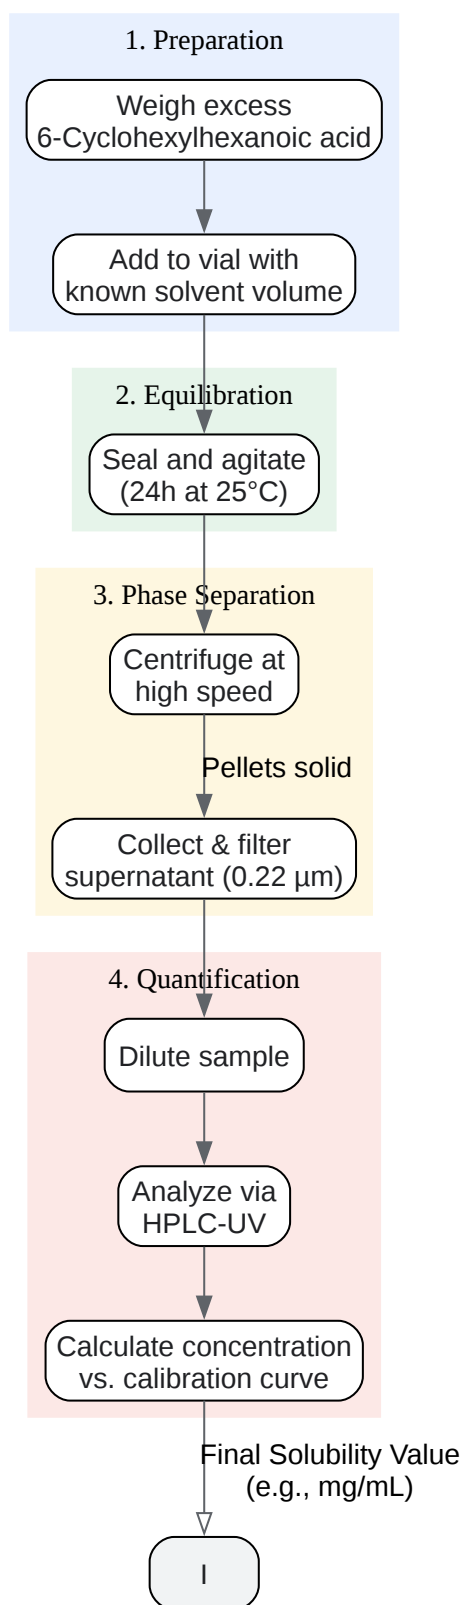 1. Preparation
Weigh excess
6-Cyclohexylhexanoic acid
Add to vial with
known solvent volume
2. Equilibration
Seal and agitate
(24h at 25°C)
3. Phase Separation
Centrifuge at
high speed
Pellets solid
Collect & filter
supernatant (0.22 µm)
4. Quantification
Dilute sample
Analyze via
HPLC-UV
Calculate concentration
vs. calibration curve
Final Solubility Value
(e.g., mg/mL)
I